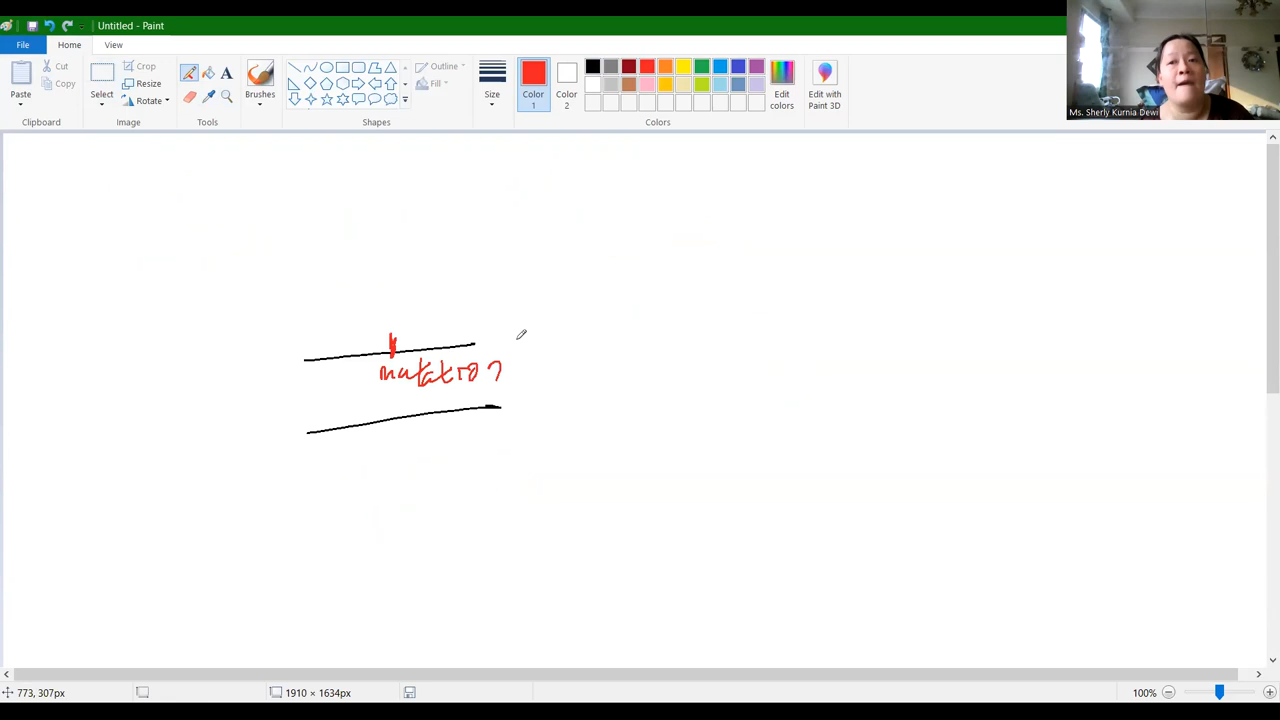 Untitled - Paint
File
Home
View
Paste
Cut
Copy
Clipboard
Select
Crop
Resize
Rotate
Image
Tools
Brushes
Shapes
Outline
Fill
Size
Color 1
Color 2
Edit colors
Edit with Paint 3D
Colors
Ms. Sherly Kurnia Dewi
773, 307px
1910 × 1634px
100%